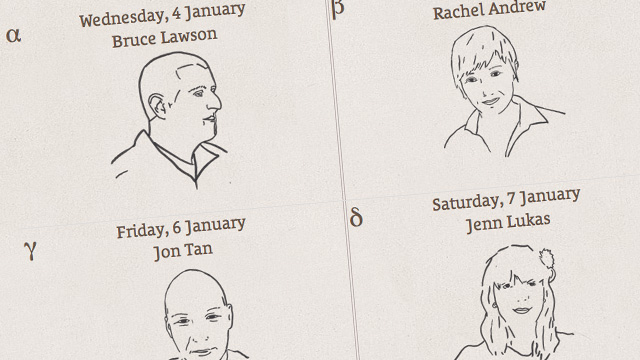 α
Wednesday, 4 January
Bruce Lawson
β
Rachel Andrew
γ
Friday, 6 January
Jon Tan
δ
Saturday, 7 January
Jenn Lukas